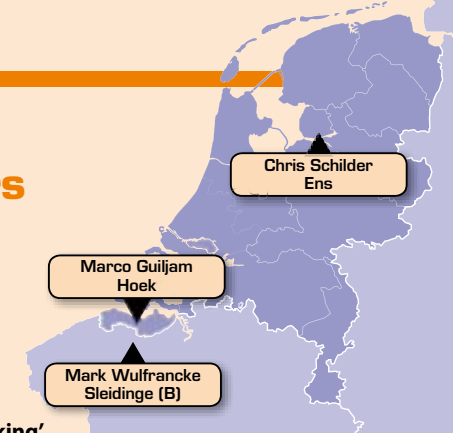 Chris Schilder
Ens
Marco Guiljam
Hoek
Mark Wulfrancke
Sleidinge (B)